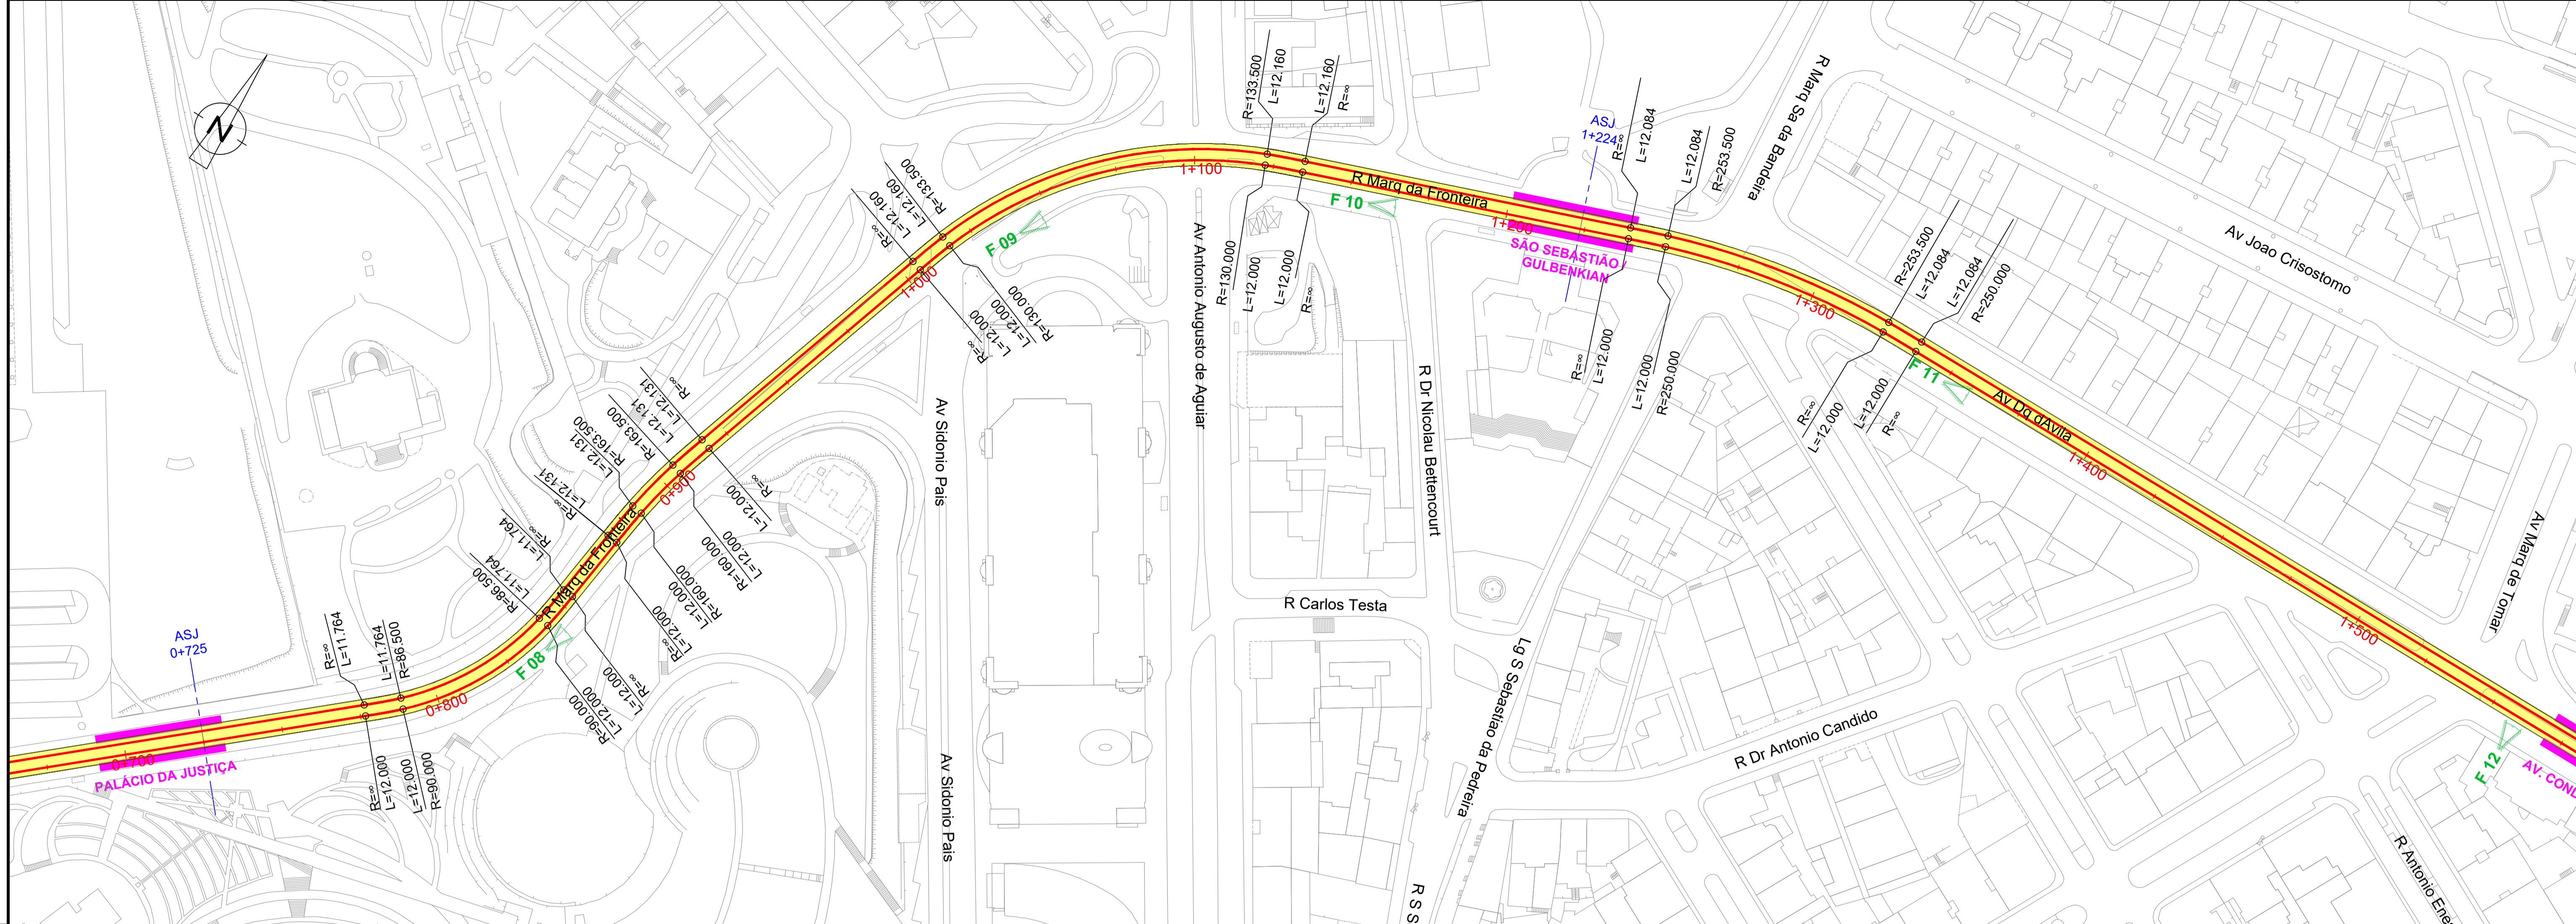 N
ASJ
0+725
0+700
PALÁCIO DA JUSTIÇA
R=∞
L=11.764
L=11.764
R=86.500
R=∞
L=12.000
L=12.000
R=90.000
0+800
F 08
R=86.500
L=11.764
L=11.764
R=∞
R=90.000
L=12.000
L=12.000
R=∞
R Marq da Fronteira
R=∞
L=12.131
L=12.131
R=163.500
R=∞
L=12.000
L=12.000
R=160.000
0+900
R=163.500
L=12.131
L=12.131
R=∞
R=160.000
L=12.000
L=12.000
R=∞
1+000
R=∞
L=12.160
L=12.160
R=133.500
R=∞
L=12.000
L=12.000
R=130.000
F 09
Av Sidonio Pais
Av Sidonio Pais
1+100
Av Antonio Augusto de Aguiar
R=133.500
L=12.160
L=12.160
R=∞
R=130.000
L=12.000
L=12.000
R=∞
F 10
R Marq da Fronteira
1+200
ASJ
1+224
SÃO SEBASTIÃO /
GULBENKIAN
R=∞
L=12.084
L=12.084
R=253.500
R=∞
L=12.000
L=12.000
R=250.000
R Dr Nicolau Bettencourt
R Carlos Testa
Lg S Sebastiao da Pedreira
R S S
R Marq Sa da Bandeira
1+300
R=253.500
L=12.084
L=12.084
R=250.000
R=∞
L=12.000
L=12.000
R=∞
F 11
Av Dq dAvila
1+400
Av Joao Crisostomo
R Dr Antonio Candido
1+500
Av Marq de Tomar
F 12
AV. COND
R Antonio Ene